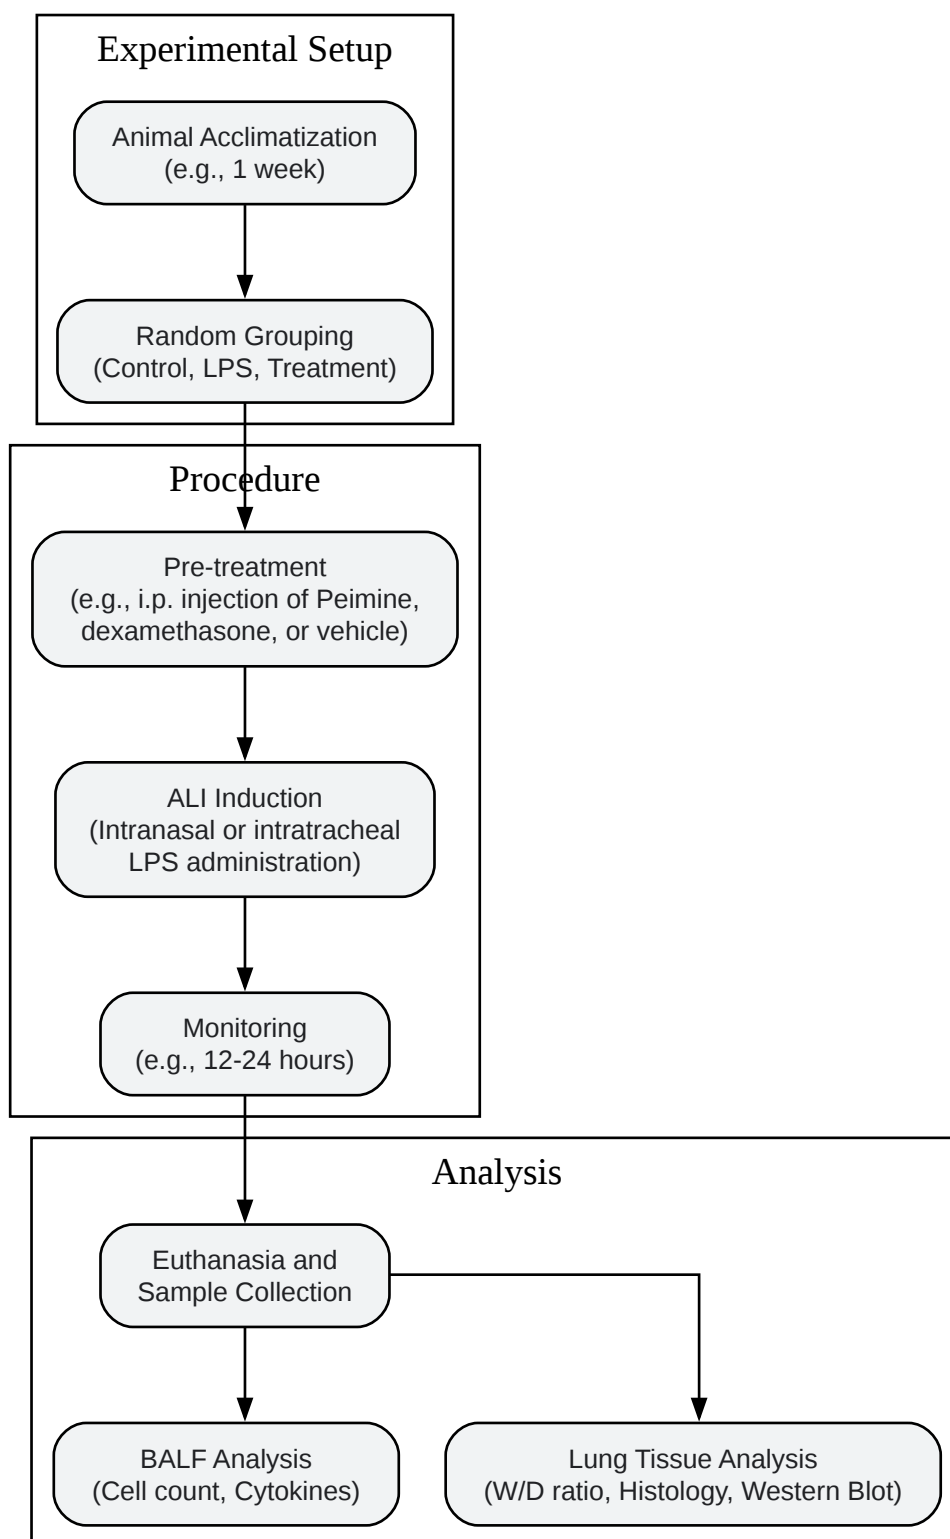 Experimental Setup
Animal Acclimatization
(e.g., 1 week)
Random Grouping
(Control, LPS, Treatment)
Procedure
Pre-treatment
(e.g., i.p. injection of Peimine,
dexamethasone, or vehicle)
ALI Induction
(Intranasal or intratracheal
LPS administration)
Monitoring
(e.g., 12-24 hours)
Analysis
Euthanasia and
Sample Collection
BALF Analysis
(Cell count, Cytokines)
Lung Tissue Analysis
(W/D ratio, Histology, Western Blot)